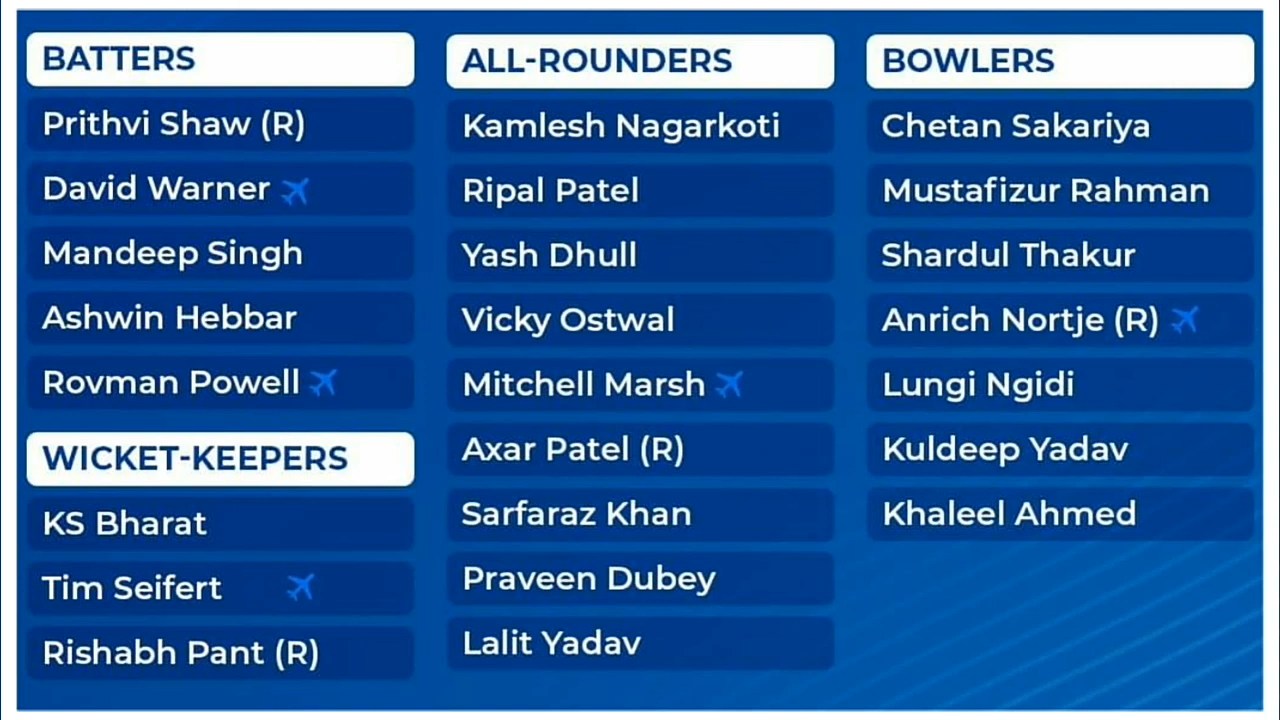 BATTERS
Prithvi Shaw (R)
David Warner
Mandeep Singh
Ashwin Hebbar
Rovman Powell
WICKET-KEEPERS
KS Bharat
Tim Seifert
Rishabh Pant (R)
ALL-ROUNDERS
Kamlesh Nagarkoti
Ripal Patel
Yash Dhull
Vicky Ostwal
Mitchell Marsh
Axar Patel (R)
Sarfaraz Khan
Praveen Dubey
Lalit Yadav
BOWLERS
Chetan Sakariya
Mustafizur Rahman
Shardul Thakur
Anrich Nortje (R)
Lungi Ngidi
Kuldeep Yadav
Khaleel Ahmed